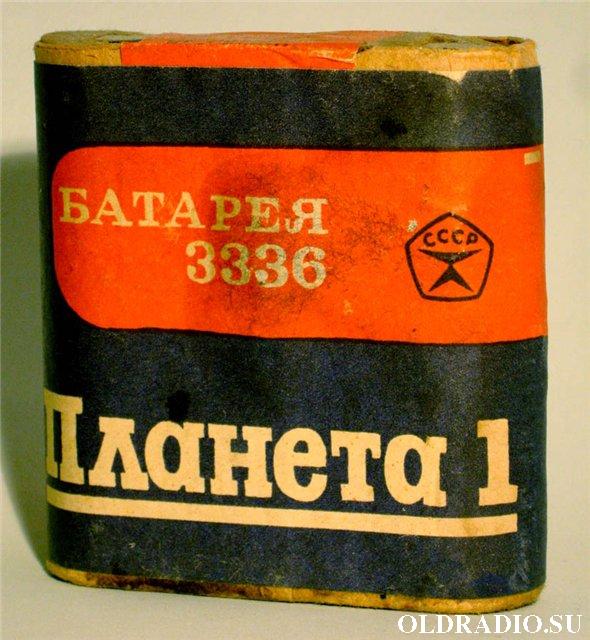 БАТАРЕЯ
3336
СССР
Планета 1
OLDRADIO.SU